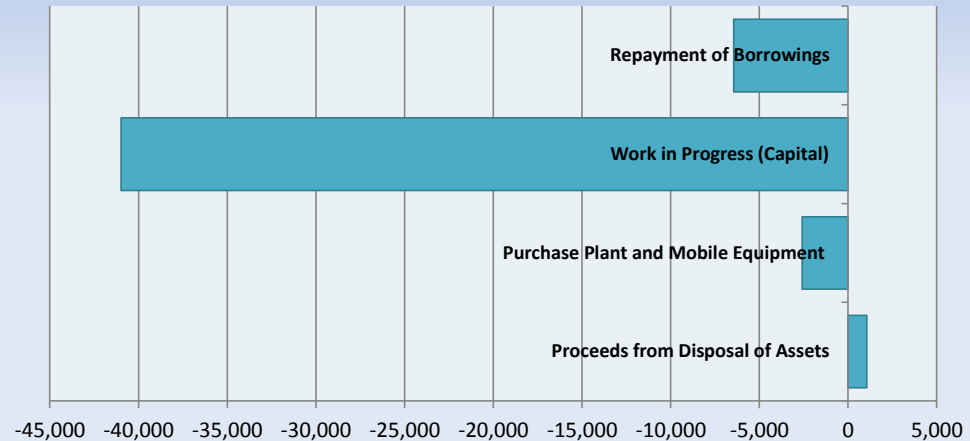 Repayment of Borrowings
Work in Progress (Capital)
Purchase Plant and Mobile Equipment
Proceeds from Disposal of Assets
-45,000 -40,000 -35,000 -30,000 -25,000 -20,000 -15,000 -10,000 -5,000 0 5,000